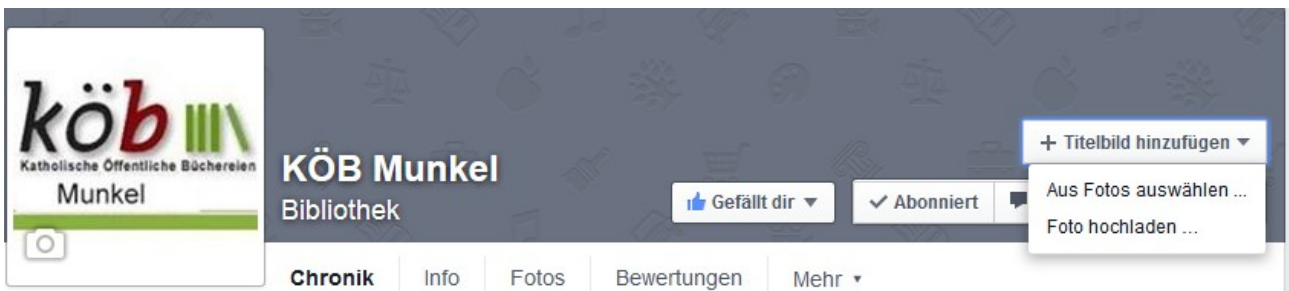 köb
Katholische Öffentliche Büchereien
Munkel
KÖB Munkel
Bibliothek
Gefällt dir
Abonniert
+ Titelbild hinzufügen
Aus Fotos auswählen ...
Foto hochladen ...
Chronik
Info
Fotos
Bewertungen
Mehr